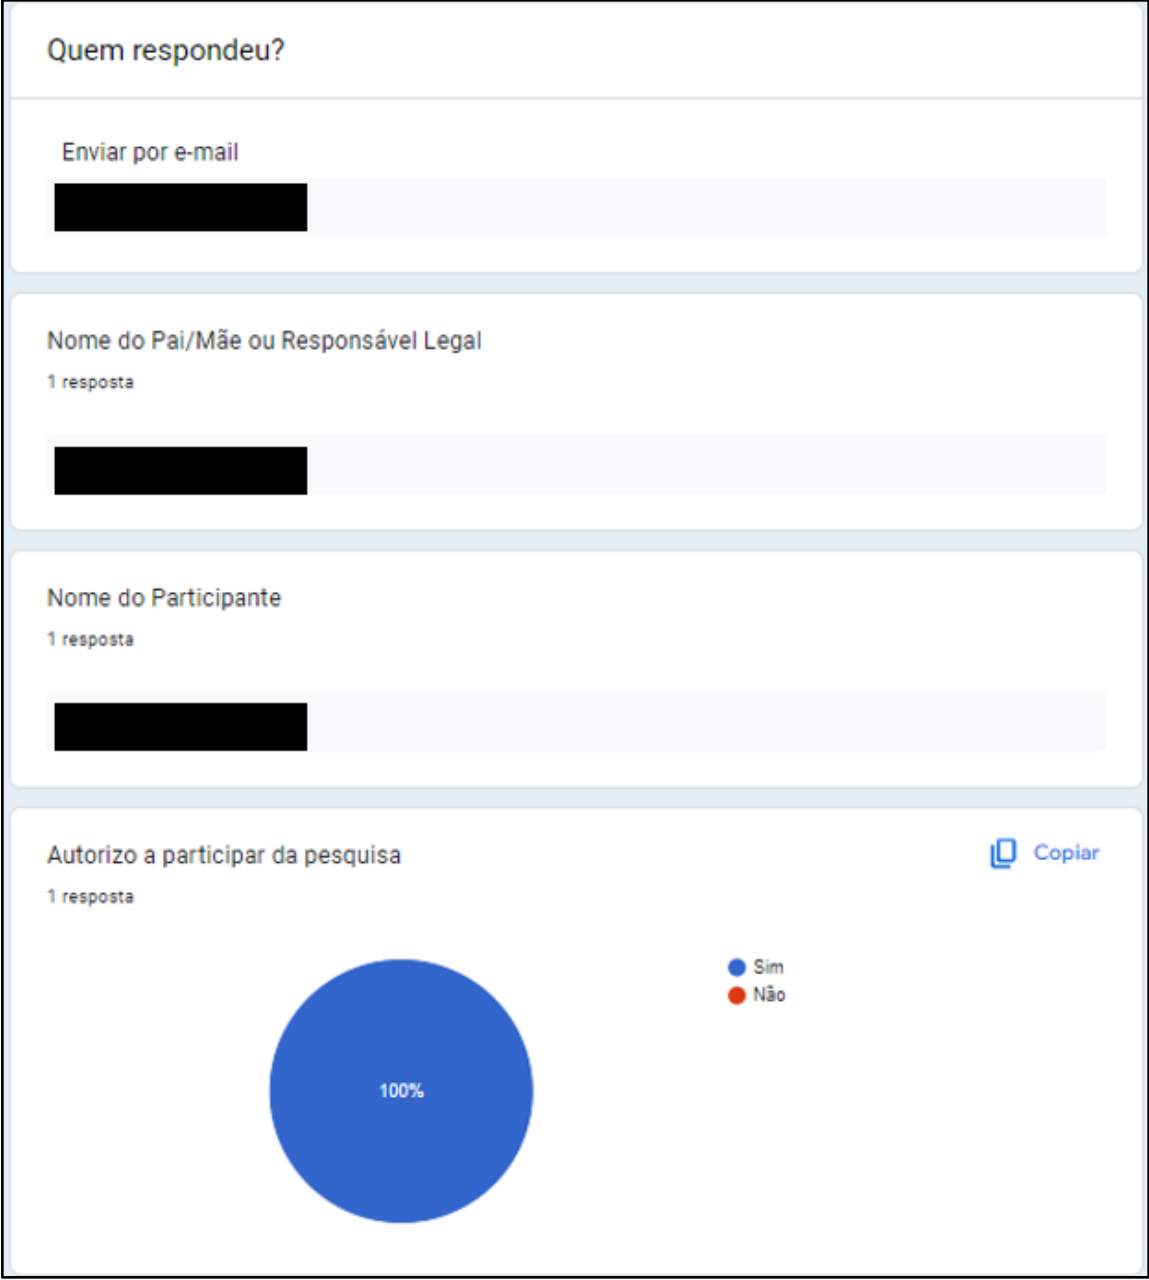 Quem respondeu?
Enviar por e-mail
Nome do Pai/Mãe ou Responsável Legal
1 resposta
Nome do Participante
1 resposta
Autorizo a participar da pesquisa
Copiar
1 resposta
Sim
Não
100%